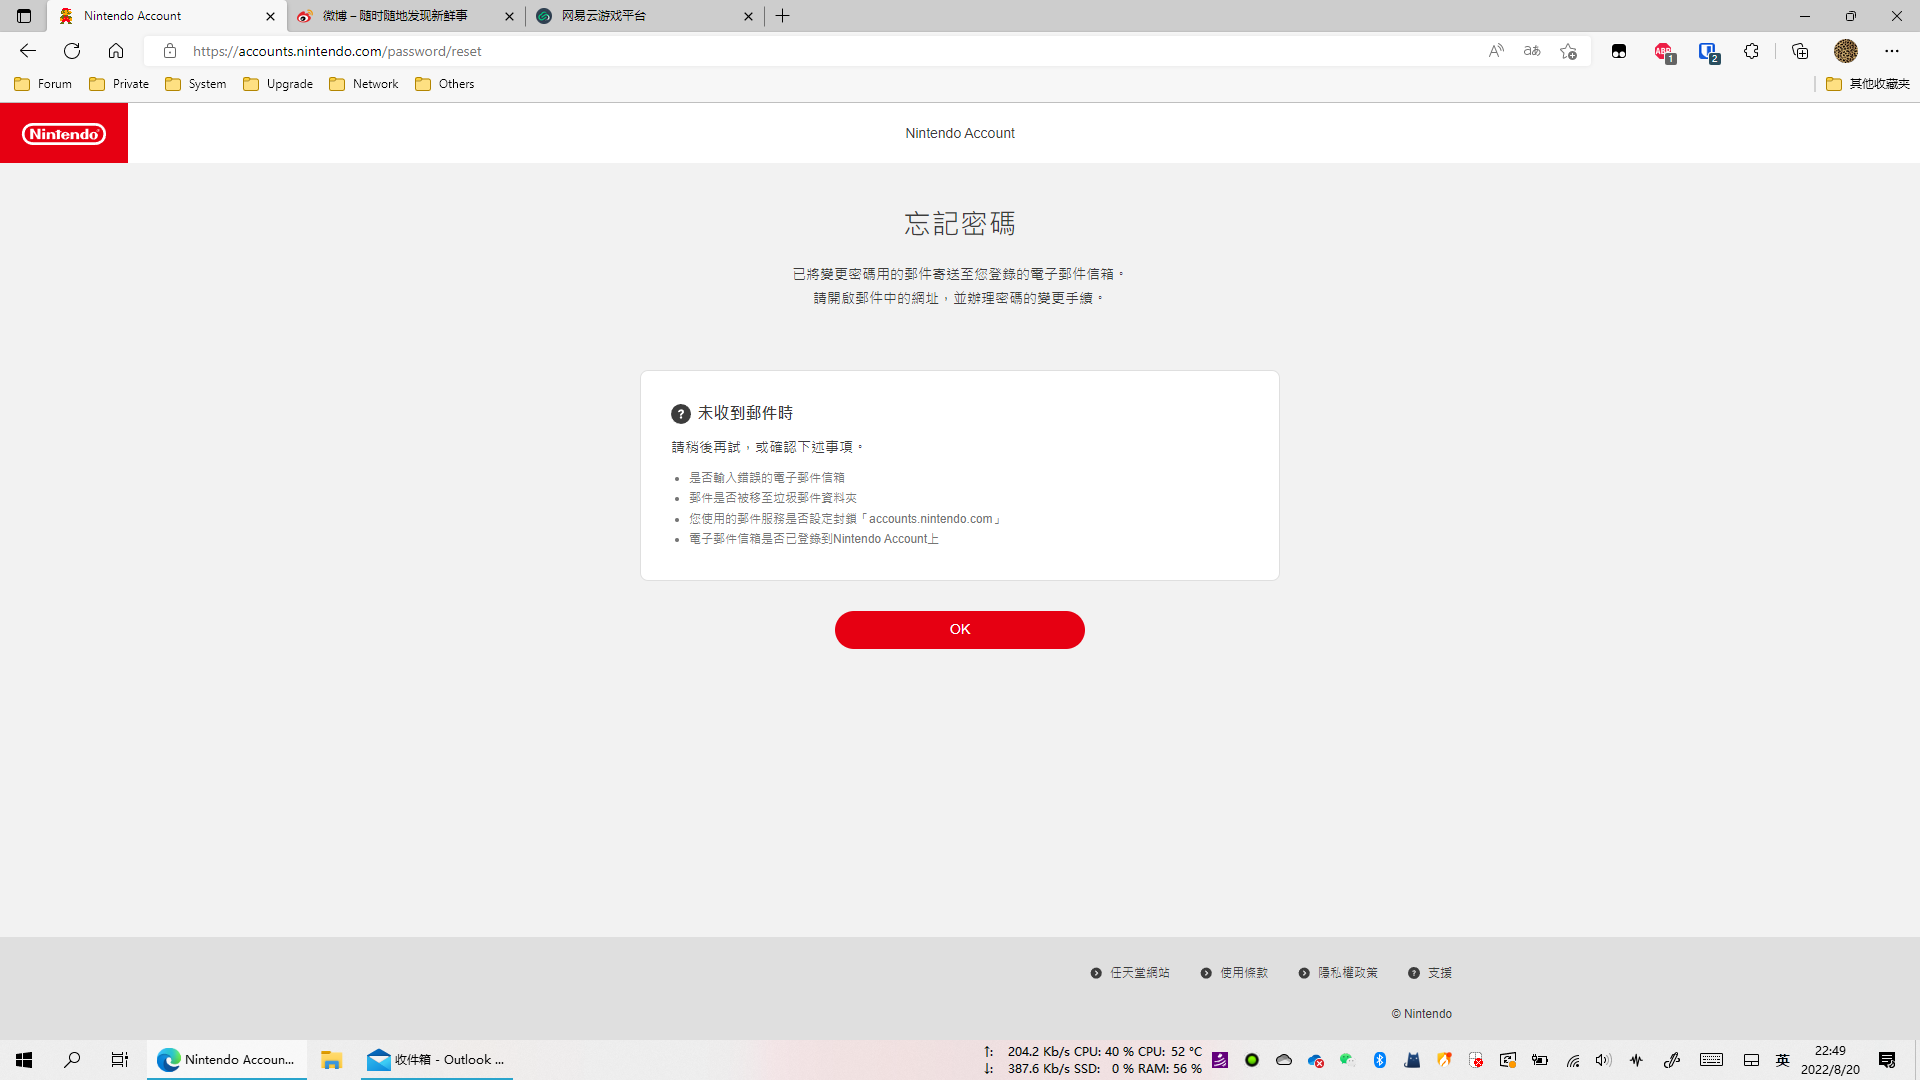 Nintendo Account
微博 – 随时随地发现新鲜事
网易云游戏平台
https://accounts.nintendo.com/password/reset
1
2
Forum
Private
System
Upgrade
Network
Others
其他收藏夹
Nintendo
Nintendo Account
忘記密碼
已將變更密碼用的郵件寄送至您登錄的電子郵件信箱。
請開啟郵件中的網址，並辦理密碼的變更手續。
未收到郵件時
請稍後再試，或確認下述事項。
是否輸入錯誤的電子郵件信箱
郵件是否被移至垃圾郵件資料夾
您使用的郵件服務是否設定封鎖「accounts.nintendo.com」
電子郵件信箱是否已登錄到Nintendo Account上
OK
任天堂網站
使用條款
隱私權政策
支援
© Nintendo
Nintendo Accoun...
收件箱 - Outlook ...
↑: 204.2 Kb/s CPU: 40 % CPU: 52 °C
↓: 387.6 Kb/s SSD: 0 % RAM: 56 %
英
22:49
2022/8/20